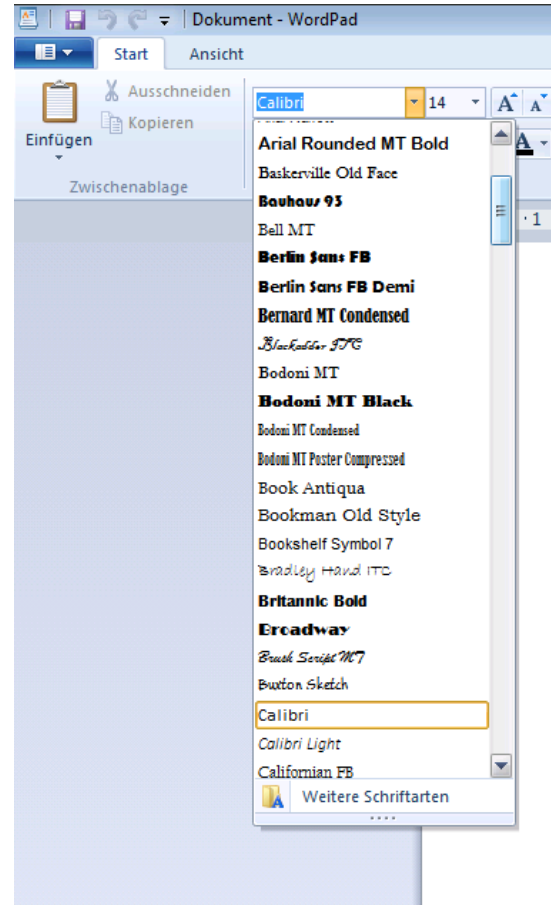 Dokument - WordPad
Start Ansicht
Ausschneiden
Kopieren
Einfügen
Zwischenablage
Calibri 14 A A
A
1
Arial Rounded MT Bold
Baskerville Old Face
Bauhaus 93
Bell MT
Berlin Sans FB
Berlin Sans FB Demi
Bernard MT Condensed
Blackadder ITC
Bodoni MT
Bodoni MT Black
Bodoni MT Condensed
Bodoni MT Poster Compressed
Book Antiqua
Bookman Old Style
Bookshelf Symbol 7
Bradley Hand ITC
Britannic Bold
Broadway
Brush Script MT
Buxton Sketch
Calibri
Calibri Light
Californian FB
Weitere Schriftarten